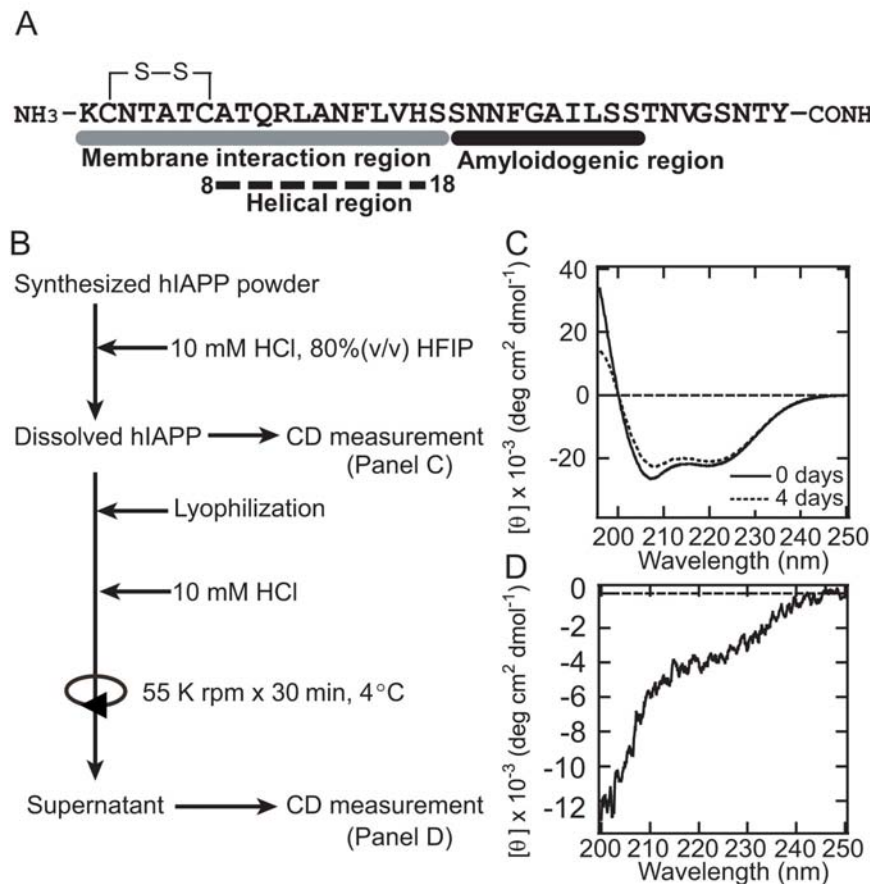 A
S–S
NH3–KCNTATCATQRLANFLVHSSNNFGAILSSTNVGSNTY–CONH
Membrane interaction region
Amyloidogenic region
8 18
Helical region
B
Synthesized hIAPP powder
10 mM HCl, 80%(v/v) HFIP
Dissolved hIAPP
CD measurement
(Panel C)
Lyophilization
10 mM HCl
55 K rpm x 30 min, 4°C
Supernatant
CD measurement
(Panel D)
C
[θ] x 10⁻³ (deg cm² dmol⁻¹)
40
20
0
-20
0 days
4 days
200 210 220 230 240 250
Wavelength (nm)
D
[θ] x 10⁻³ (deg cm² dmol⁻¹)
0
-2
-4
-6
-8
-10
-12
200 210 220 230 240 250
Wavelength (nm)